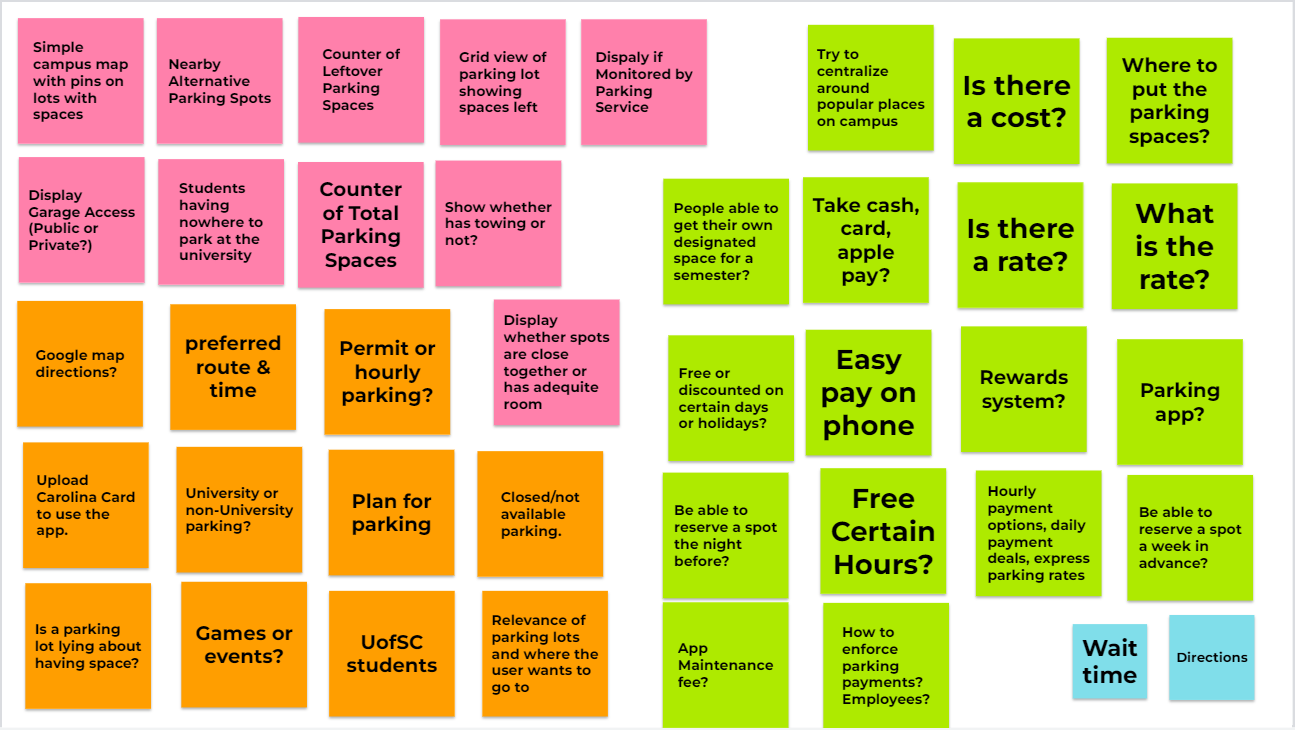 Simple
campus map
with pins on
lots with
spaces
Nearby
Alternative
Parking Spots
Counter of
Leftover
Parking
Spaces
Grid view of
parking lot
showing
spaces left
Dispaly if
Monitored by
Parking
Service
Display
Garage Access
(Public or
Private?)
Students
having
nowhere to
park at the
university
Counter
of Total
Parking
Spaces
Show whether
has towing or
not?
Display
whether spots
are close
together or
has adequite
room
Google map
directions?
preferred
route &
time
Permit or
hourly
parking?
Upload
Carolina Card
to use the
app.
University or
non-University
parking?
Plan for
parking
Closed/not
available
parking.
Is a parking
lot lying about
having space?
Games or
events?
UofSC
students
Relevance of
parking lots
and where the
user wants to
go to
Try to
centralize
around
popular places
on campus
Is there
a cost?
Where to
put the
parking
spaces?
People able to
get their own
designated
space for a
semester?
Take cash,
card,
apple
pay?
Is there
a rate?
What
is the
rate?
Free or
discounted on
certain days
or holidays?
Easy
pay on
phone
Rewards
system?
Parking
app?
Be able to
reserve a spot
the night
before?
Free
Certain
Hours?
Hourly
payment
options, daily
payment
deals, express
parking rates
Be able to
reserve a spot
a week in
advance?
App
Maintenance
fee?
How to
enforce
parking
payments?
Employees?
Wait
time
Directions